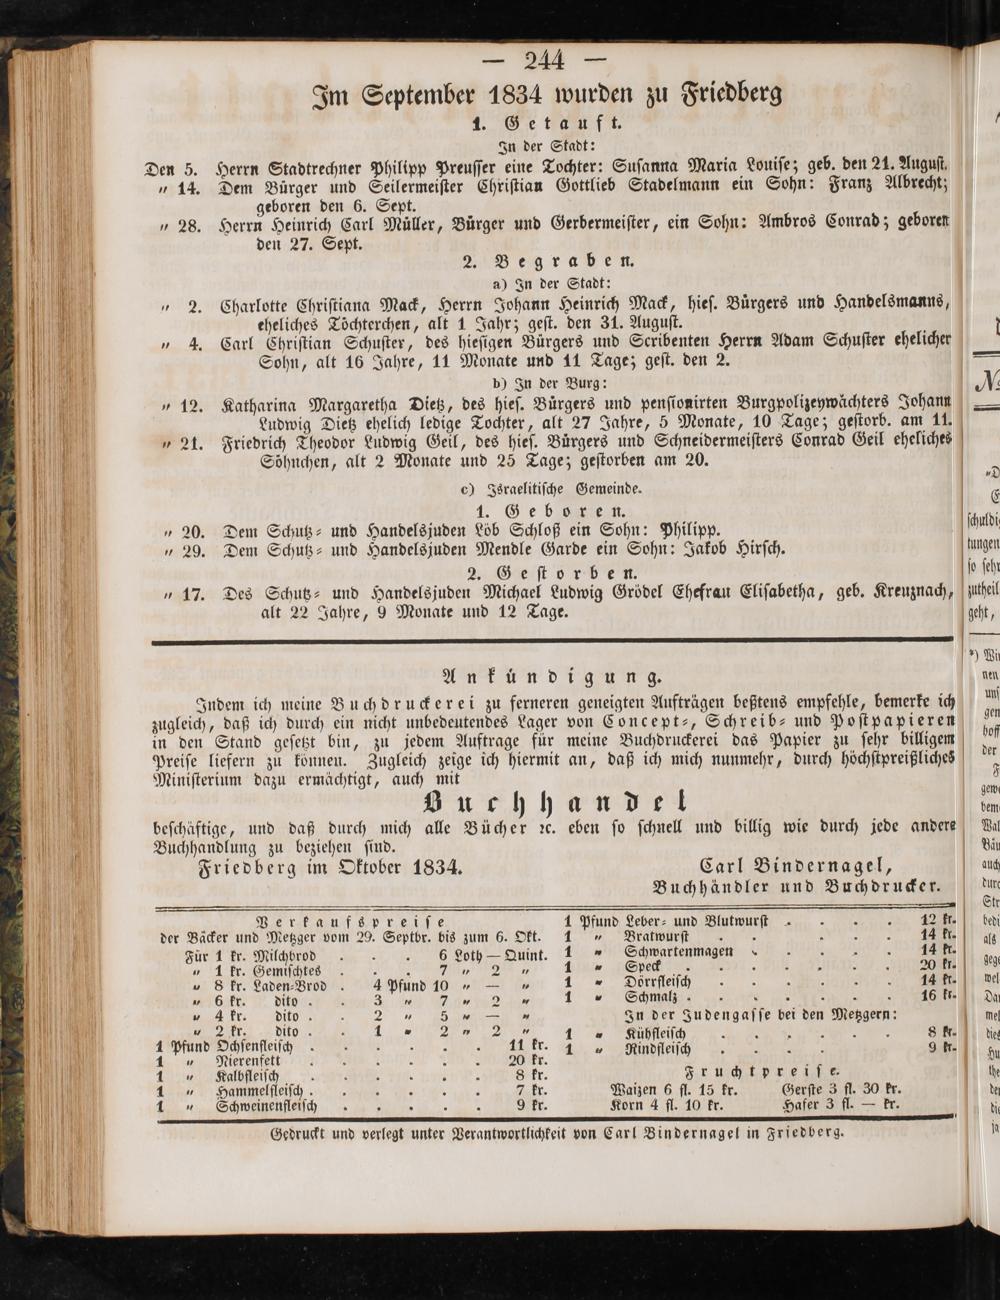 — 244 —
Im September 1834 wurden zu Friedberg
1. Getauft.
In der Stadt:
Den 5. Herrn Stadtrechner Philipp Preusser eine Tochter: Susanna Maria Louise; geb. den 21. August.
„ 14. Dem Bürger und Seilermeister Christian Gottlieb Stadelmann ein Sohn: Franz Albrecht;
geboren den 6. Sept.
„ 28. Herrn Heinrich Carl Müller, Bürger und Gerbermeister, ein Sohn: Ambros Conrad; geboren
den 27. Sept.
2. Begraben.
a) In der Stadt:
„ 2. Charlotte Christiana Mack, Herrn Johann Heinrich Mack, hies. Bürgers und Handelsmanns,
eheliches Töchterchen, alt 1 Jahr; gest. den 31. August.
„ 4. Carl Christian Schuster, des hiesigen Bürgers und Scribenten Herrn Adam Schuster ehelicher
Sohn, alt 16 Jahre, 11 Monate und 11 Tage; gest. den 2.
b) In der Burg:
„ 12. Katharina Margaretha Dietz, des hies. Bürgers und pensionirten Burgpolizeywächters Johann
Ludwig Dietz ehelich ledige Tochter, alt 27 Jahre, 5 Monate, 10 Tage; gestorb. am 11.
„ 21. Friedrich Theodor Ludwig Geil, des hies. Bürgers und Schneidermeisters Conrad Geil eheliches
Söhnchen, alt 2 Monate und 25 Tage; gestorben am 20.
c) Israelitische Gemeinde.
1. Geboren.
„ 20. Dem Schutz- und Handelsjuden Löb Schloß ein Sohn: Philipp.
„ 29. Dem Schutz- und Handelsjuden Mendle Garde ein Sohn: Jakob Hirsch.
2. Gestorben.
„ 17. Des Schutz- und Handelsjuden Michael Ludwig Grödel Ehefrau Elisabetha, geb. Kreuznach,
alt 22 Jahre, 9 Monate und 12 Tage.
Ankündigung.
Indem ich meine Buchdruckerei zu ferneren geneigten Aufträgen beßtens empfehle, bemerke ich
zugleich, daß ich durch ein nicht unbedeutendes Lager von Concept-, Schreib- und Postpapieren
in den Stand gesetzt bin, zu jedem Auftrage für meine Buchdruckerei das Papier zu sehr billigem
Preise liefern zu können. Zugleich zeige ich hiermit an, daß ich mich nunmehr, durch höchstpreißliches
Ministerium dazu ermächtigt, auch mit
Buchhandel
beschäftige, und daß durch mich alle Bücher ꝛc. eben so schnell und billig wie durch jede andere
Buchhandlung zu beziehen sind.
Friedberg im Oktober 1834. Carl Bindernagel,
Buchhändler und Buchdrucker.
Verkaufspreise
der Bäcker und Metzger vom 29. Septbr. bis zum 6. Okt.
Für 1 kr. Milchbrod . . . 6 Loth — Quint.
„ 1 kr. Gemischtes . . . 7 „ 2 „
„ 8 kr. Laden-Brod . 4 Pfund 10 „ — „
„ 6 kr. dito . . 3 „ 7 „ 2 „
„ 4 kr. dito . . 2 „ 5 „ — „
„ 2 kr. dito . . 1 „ 2 „ 2 „
1 Pfund Ochsenfleisch . . . . . . 11 kr.
1 „ Nierenfett . . . . . . 20 kr.
1 „ Kalbfleisch . . . . . . 8 kr.
1 „ Hammelfleisch . . . . . . 7 kr.
1 „ Schweinenfleisch . . . . . 9 kr.
1 Pfund Leber- und Blutwurst . . . . 12 kr.
1 „ Bratwurst . . . . . 14 kr.
1 „ Schwartenmagen . . . . . 14 kr.
1 „ Speck . . . . . . . 20 kr.
1 „ Dörrfleisch . . . . . . 14 kr.
1 „ Schmalz . . . . . . . 16 kr.
In der Judengasse bei den Metzgern:
1 „ Kühfleisch . . . . . . 8 kr.
1 „ Rindfleisch . . . . 9 kr.
Fruchtpreise.
Waizen 6 fl. 15 kr. Gerste 3 fl. 30 kr.
Korn 4 fl. 10 kr. Hafer 3 fl. — kr.
Gedruckt und verlegt unter Verantwortlichkeit von Carl Bindernagel in Friedberg.